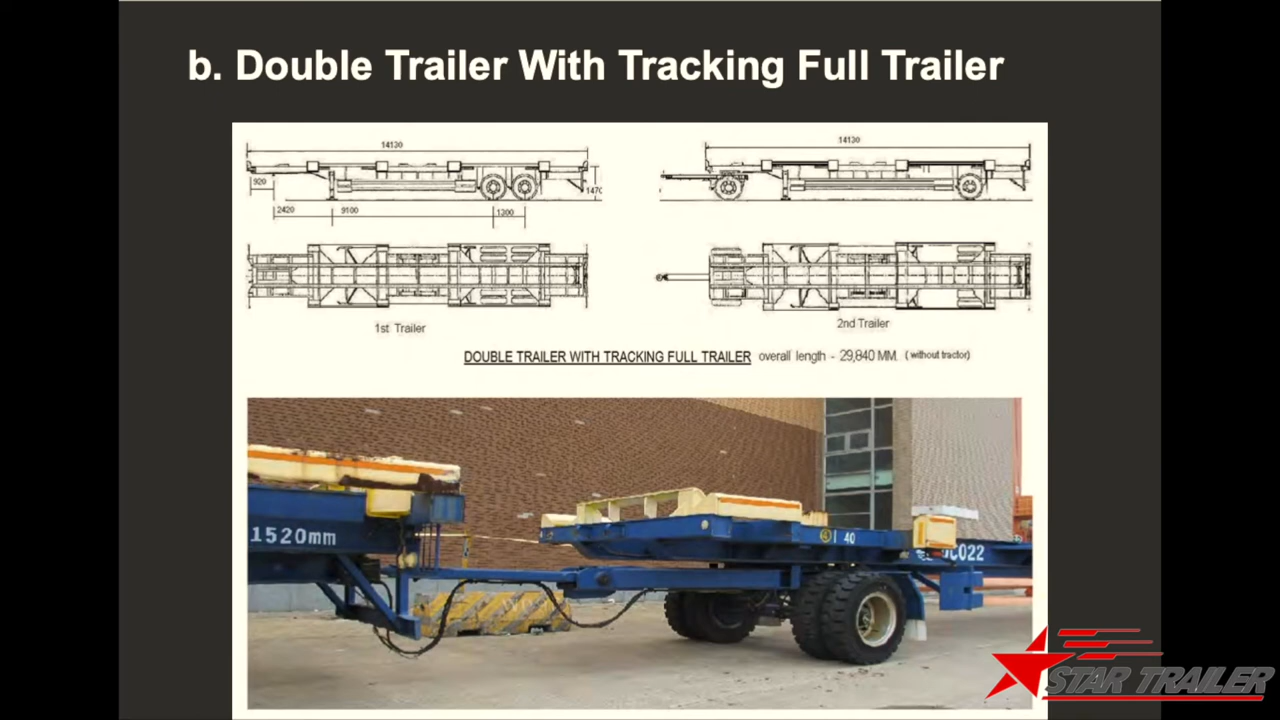 b. Double Trailer With Tracking Full Trailer
14130
14130
920
1470
2420
9100
1300
1st Trailer
2nd Trailer
DOUBLE TRAILER WITH TRACKING FULL TRAILER overall length - 29,840 MM. (without tractor)
1520mm
40
0022
STAR TRAILER